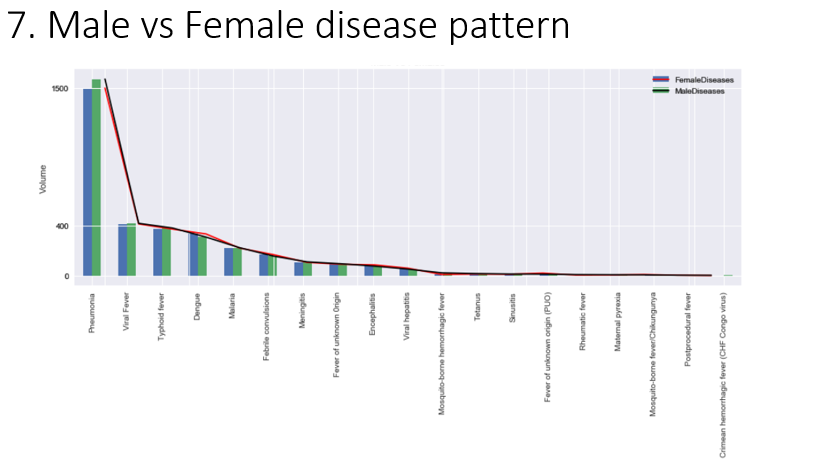 7. Male vs Female disease pattern
FemaleDiseases
MaleDiseases
1500
Volume
400
0
Pneumonia
Viral Fever
Typhoid fever
Dengue
Malaria
Febrile convulsions
Meningitis
Fever of unknown 0rigin
Encephalitis
Viral hepatitis
Mosquito-borne hemorrhagic fever
Tetanus
Sinusitis
Fever of unknown origin (PUO)
Rheumatic fever
Maternal pyrexia
Mosquito-borne fever/Chikungunya
Postprocedural fever
Crimean hemorrhagic fever (CHF Congo virus)